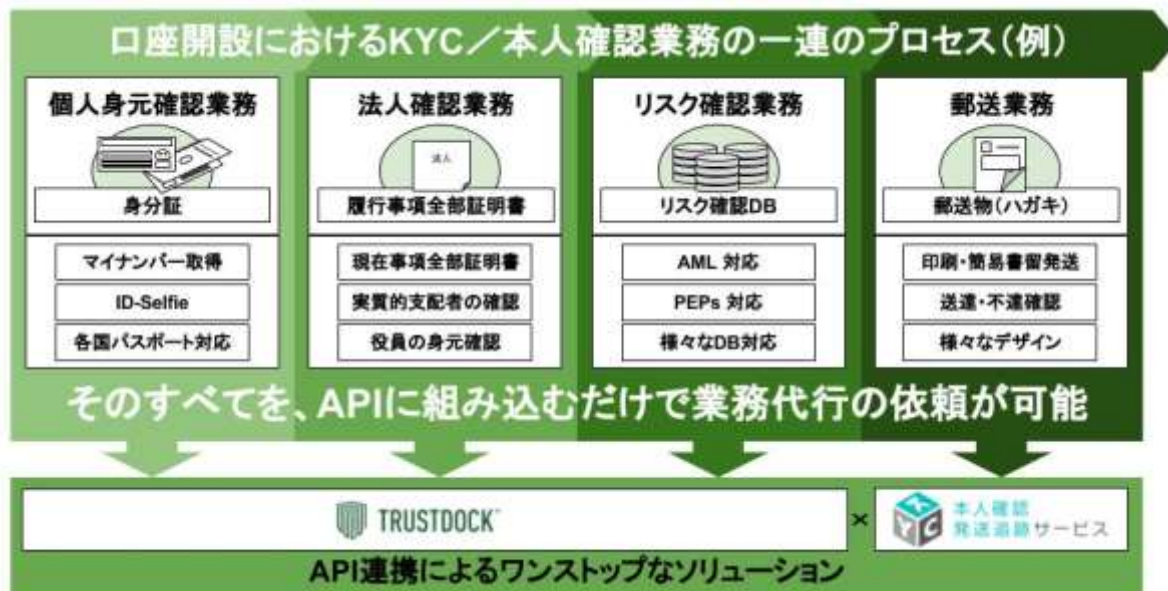 口座開設におけるKYC／本人確認業務の一連のプロセス（例）
個人身元確認業務
身分証
マイナンバー取得
ID-Selfie
各国パスポート対応
法人確認業務
法人
履行事項全部証明書
現在事項全部証明書
実質的支配者の確認
役員の身元確認
リスク確認業務
リスク確認DB
AML 対応
PEPs 対応
様々なDB対応
郵送業務
郵送物（ハガキ）
印刷・簡易書留発送
送達・不達確認
様々なデザイン
そのすべてを、APIに組み込むだけで業務代行の依頼が可能
TRUSTDOCK
×
KYC
本人確認
発送追跡サービス
API連携によるワンストップなソリューション